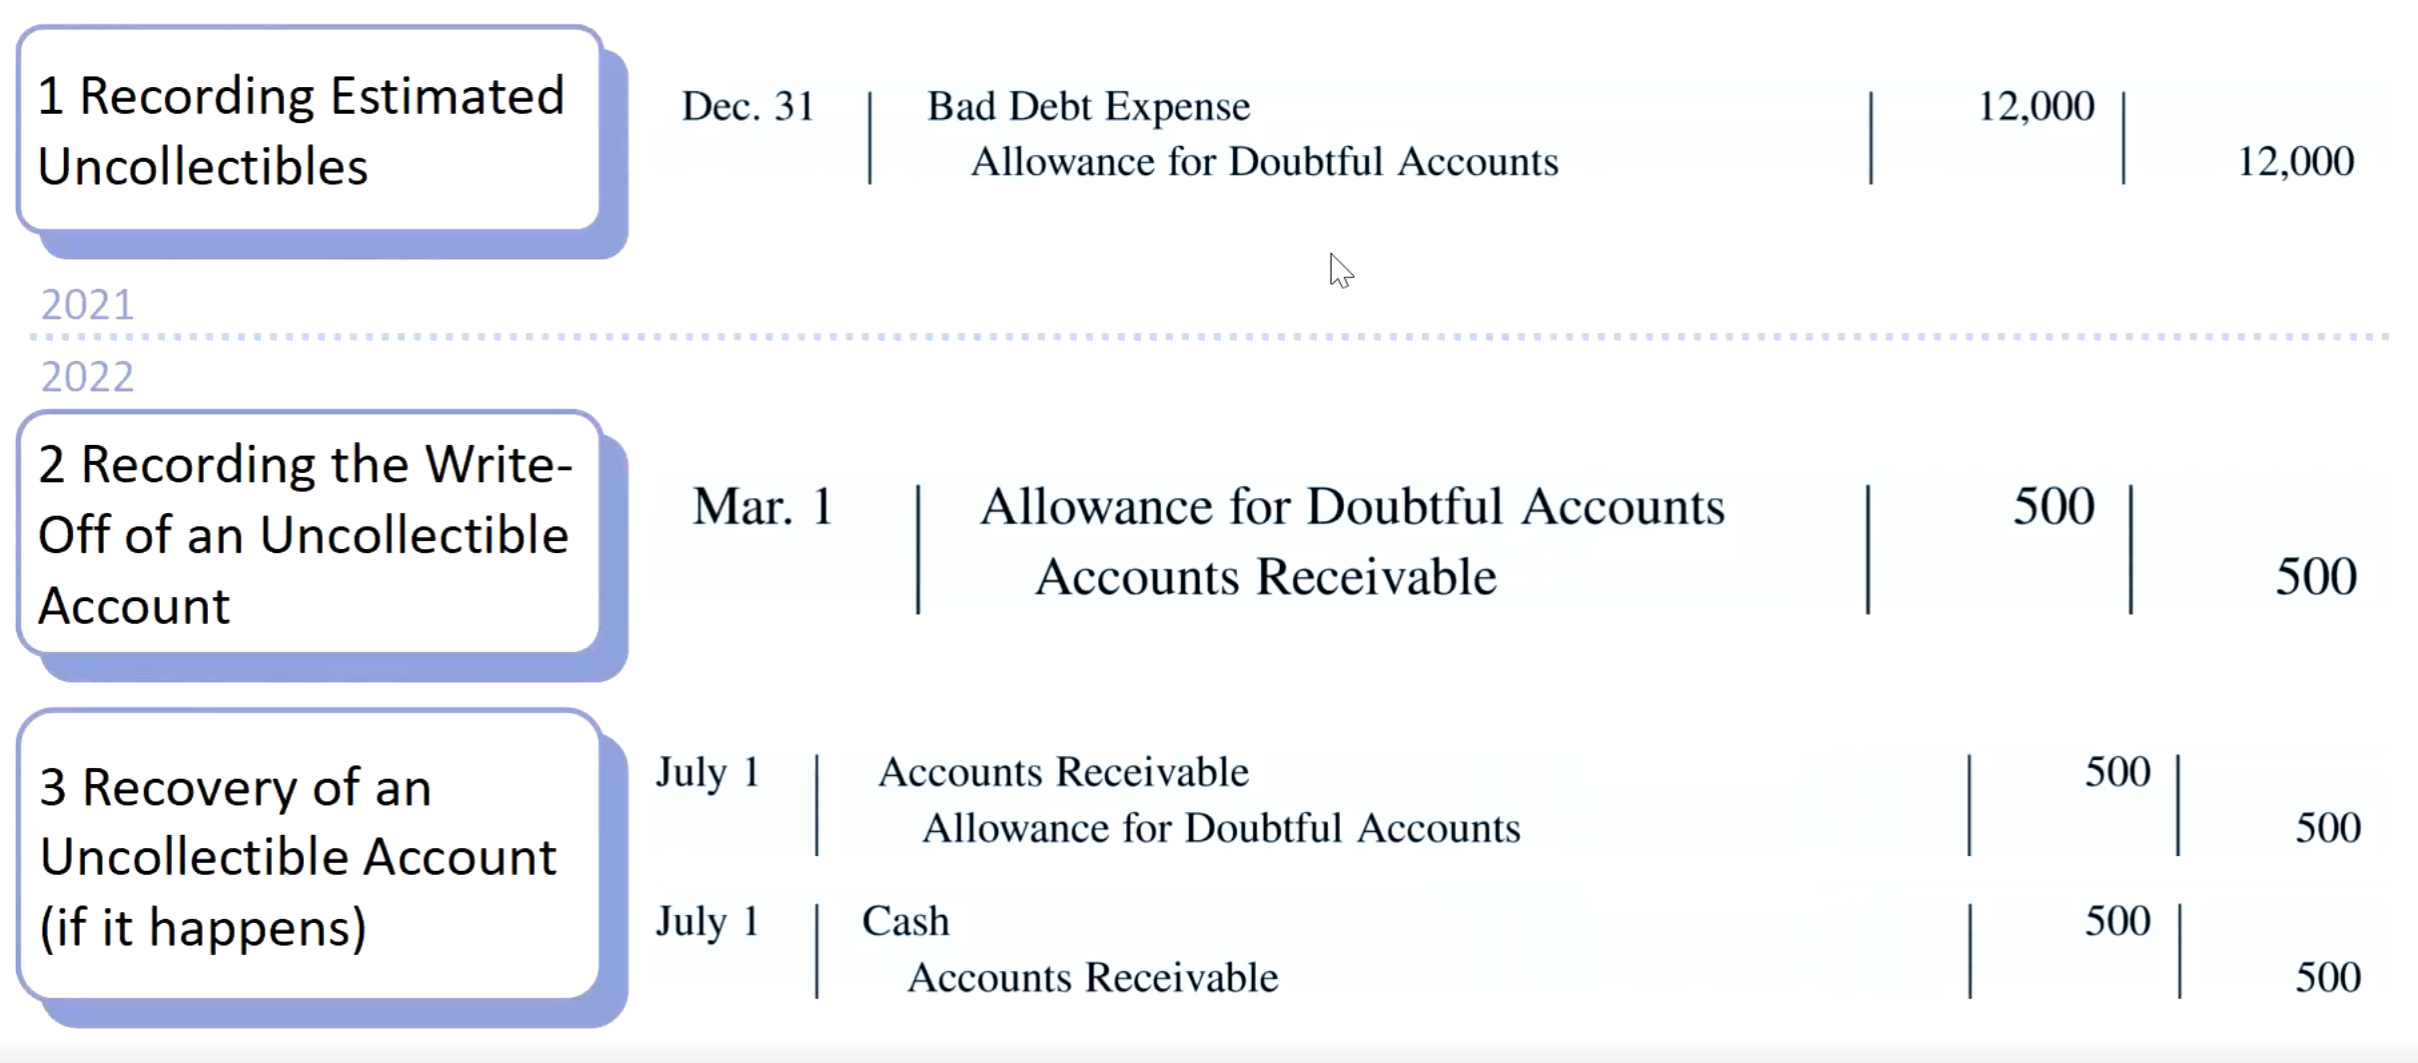 1 Recording Estimated
Uncollectibles
Dec. 31 Bad Debt Expense 12,000
Allowance for Doubtful Accounts 12,000
2021
2022
2 Recording the Write-
Off of an Uncollectible
Account
Mar. 1 Allowance for Doubtful Accounts 500
Accounts Receivable 500
3 Recovery of an
Uncollectible Account
(if it happens)
July 1 Accounts Receivable 500
Allowance for Doubtful Accounts 500
July 1 Cash 500
Accounts Receivable 500